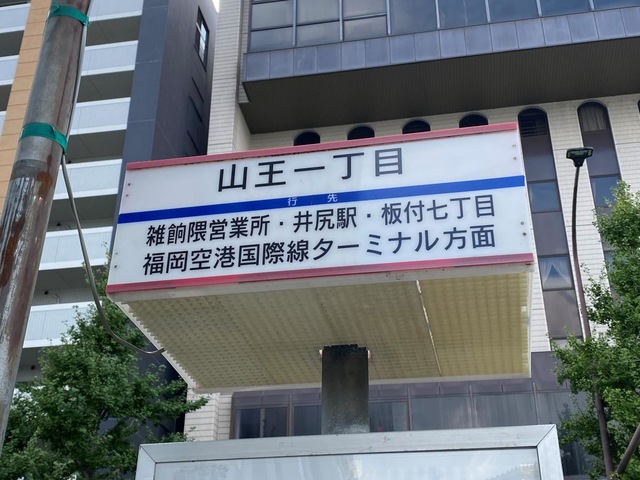 山王一丁目
行先
雑餉隈営業所・井尻駅・板付七丁目
福岡空港国際線ターミナル方面